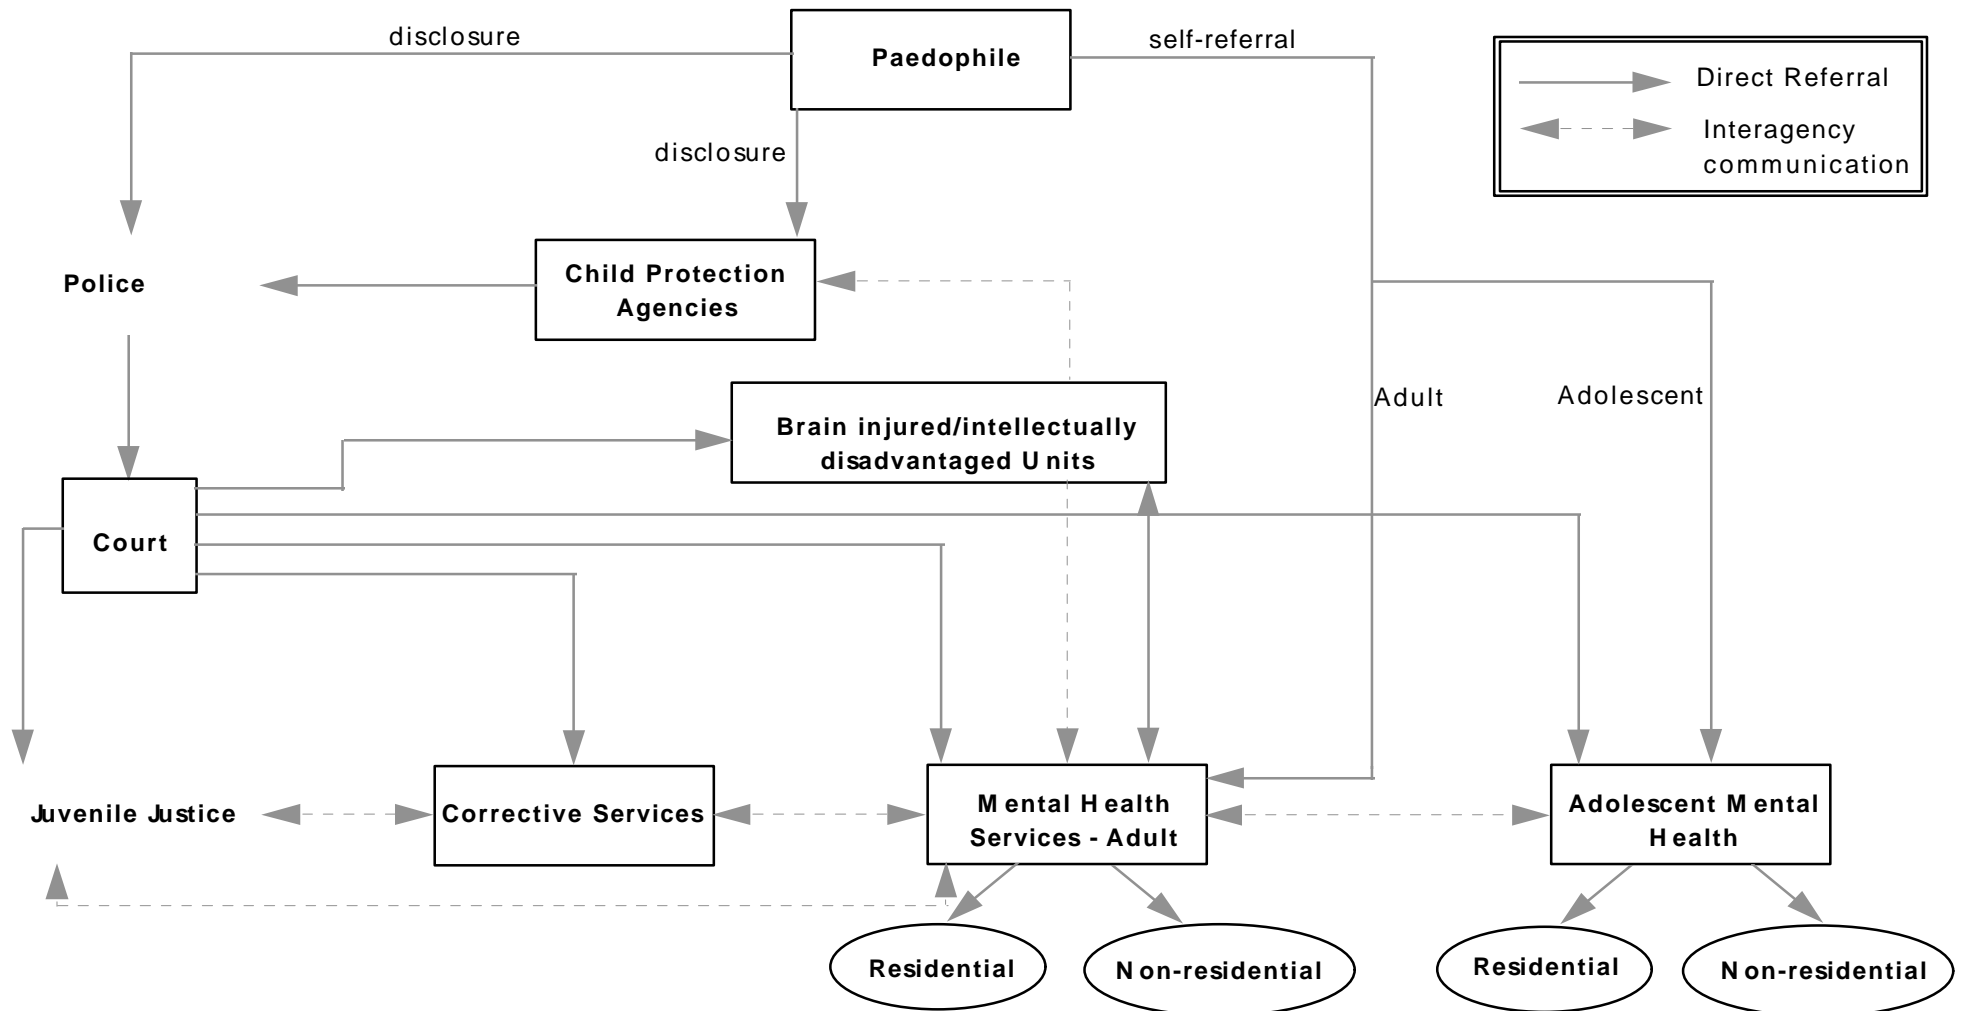 disclosure
Paedophile
self-referral
Direct Referral
Interagency
communication
disclosure
Police
Child Protection
Agencies
Adult
Adolescent
Brain injured/intellectually
disadvantaged Units
Court
Juvenile Justice
Corrective Services
Mental Health
Services - Adult
Adolescent Mental
Health
Residential
Non-residential
Residential
Non-residential